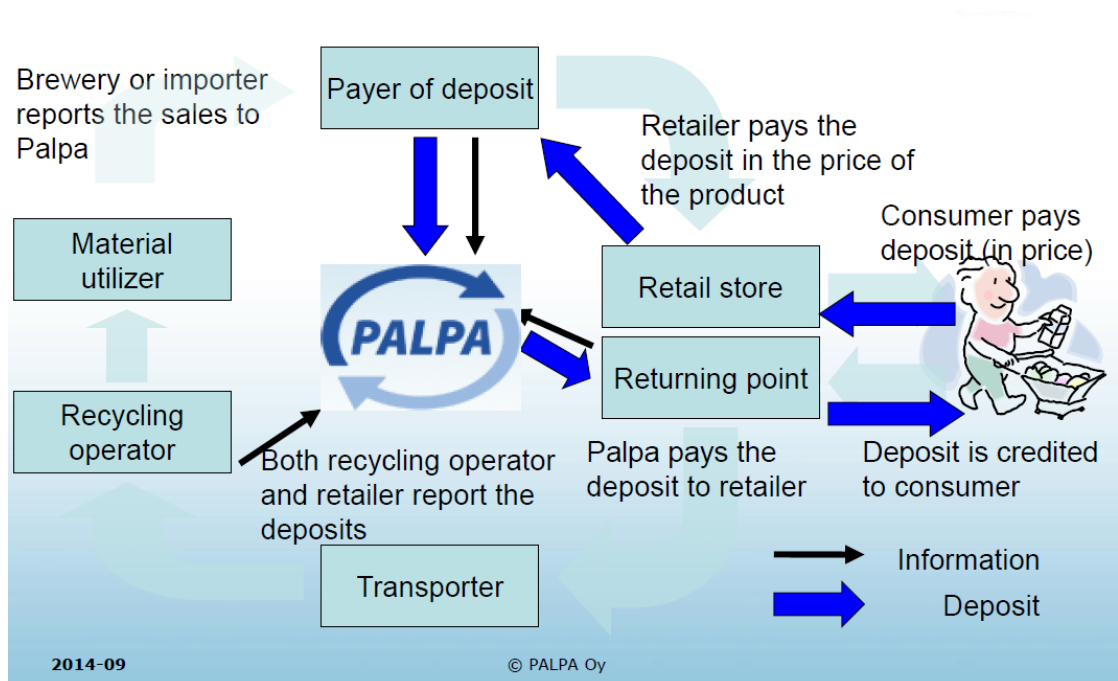 Brewery or importer
reports the sales to
Palpa
Payer of deposit
Retailer pays the
deposit in the price of
the product
Consumer pays
deposit (in price)
Material
utilizer
PALPA
Retail store
Returning point
Recycling
operator
Both recycling operator
and retailer report the
deposits
Palpa pays the
deposit to retailer
Deposit is credited
to consumer
Transporter
Information
Deposit
2014-09
© PALPA Oy